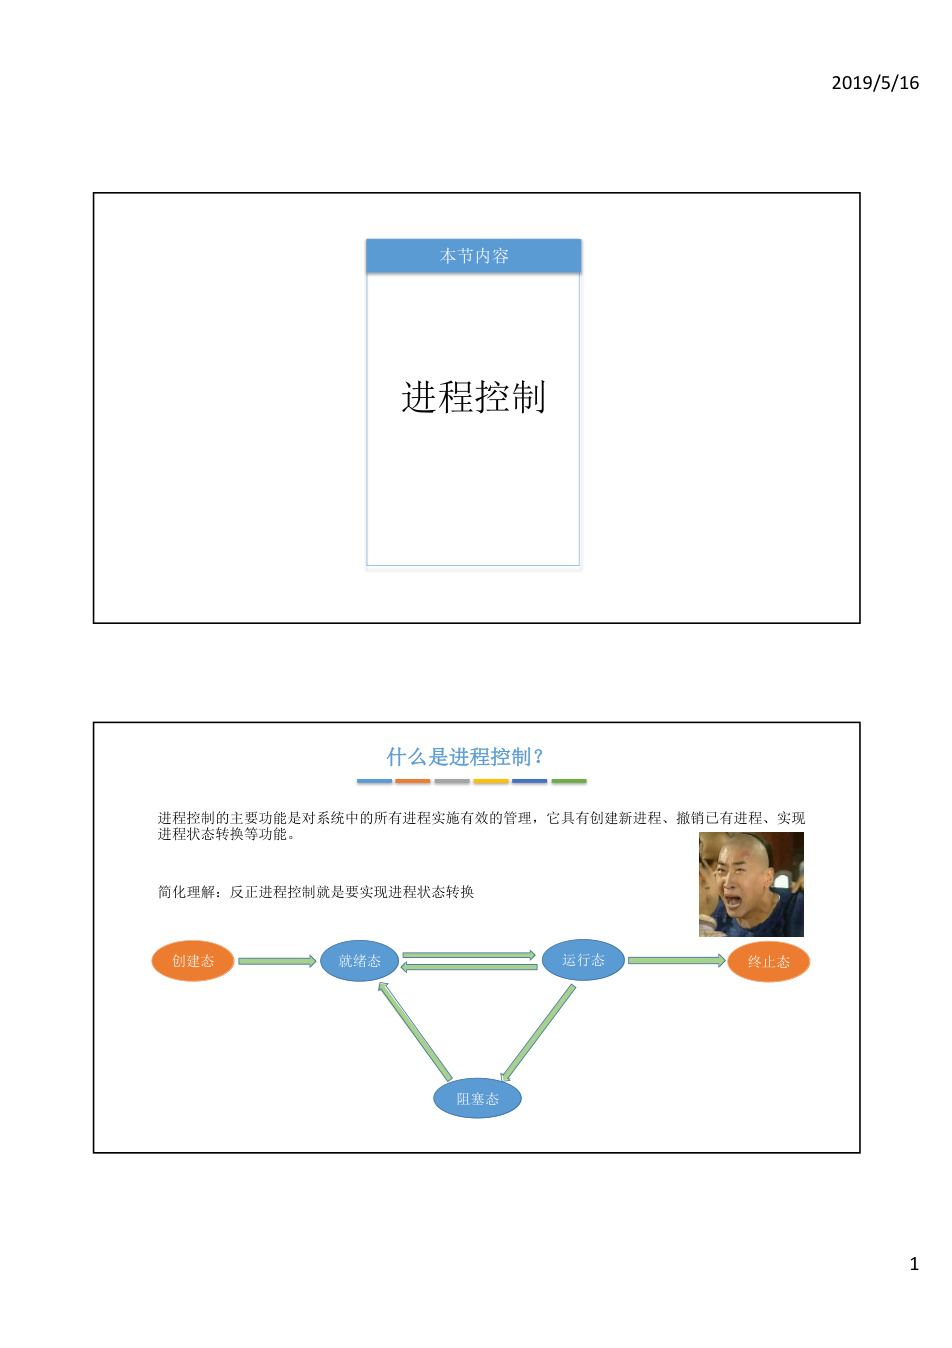 2019/5/16
本节内容
进程控制
什么是进程控制？
进程控制的主要功能是对系统中的所有进程实施有效的管理，它具有创建新进程、撤销已有进程、实现
进程状态转换等功能。
简化理解：反正进程控制就是要实现进程状态转换
创建态
就绪态
运行态
终止态
阻塞态
1